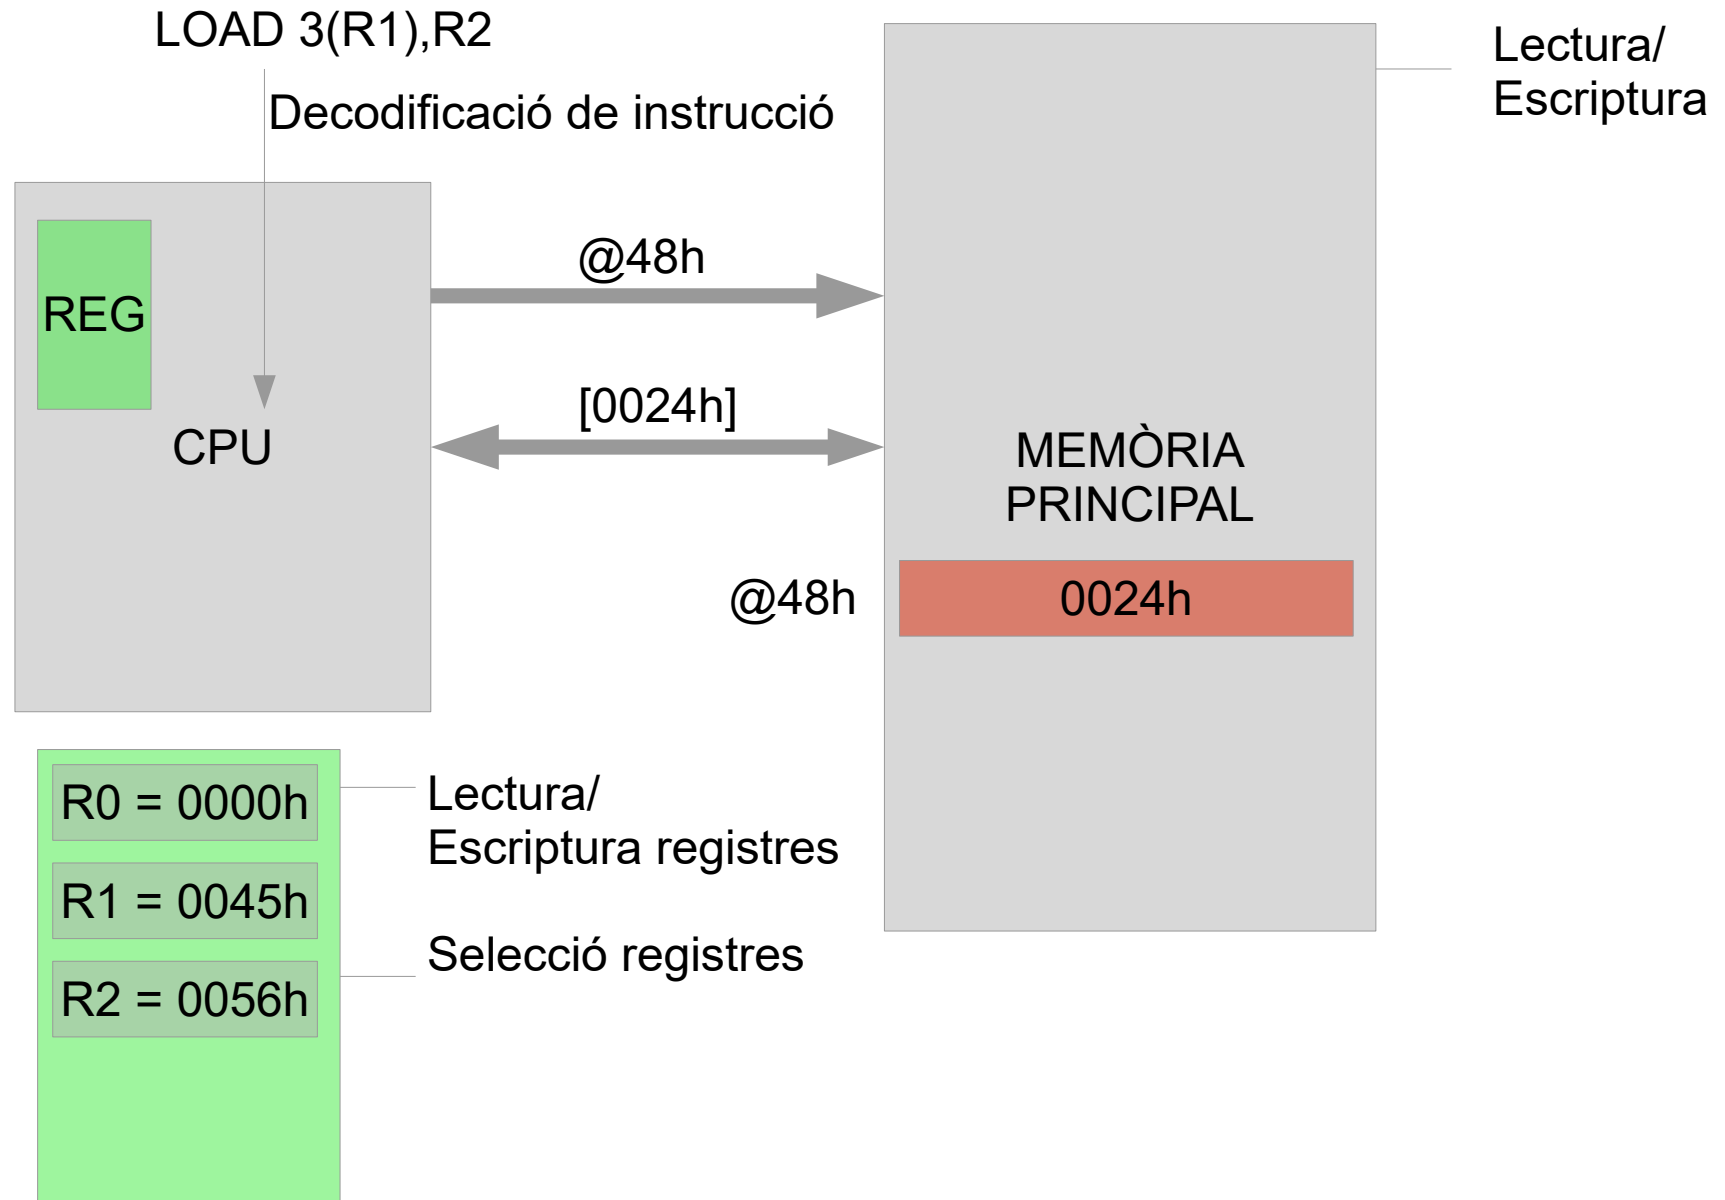 LOAD 3(R1),R2
Decodificació de instrucció
Lectura/
Escriptura
REG
CPU
@48h
[0024h]
MEMÒRIA
PRINCIPAL
@48h
0024h
R0 = 0000h
R1 = 0045h
R2 = 0056h
Lectura/
Escriptura registres
Selecció registres